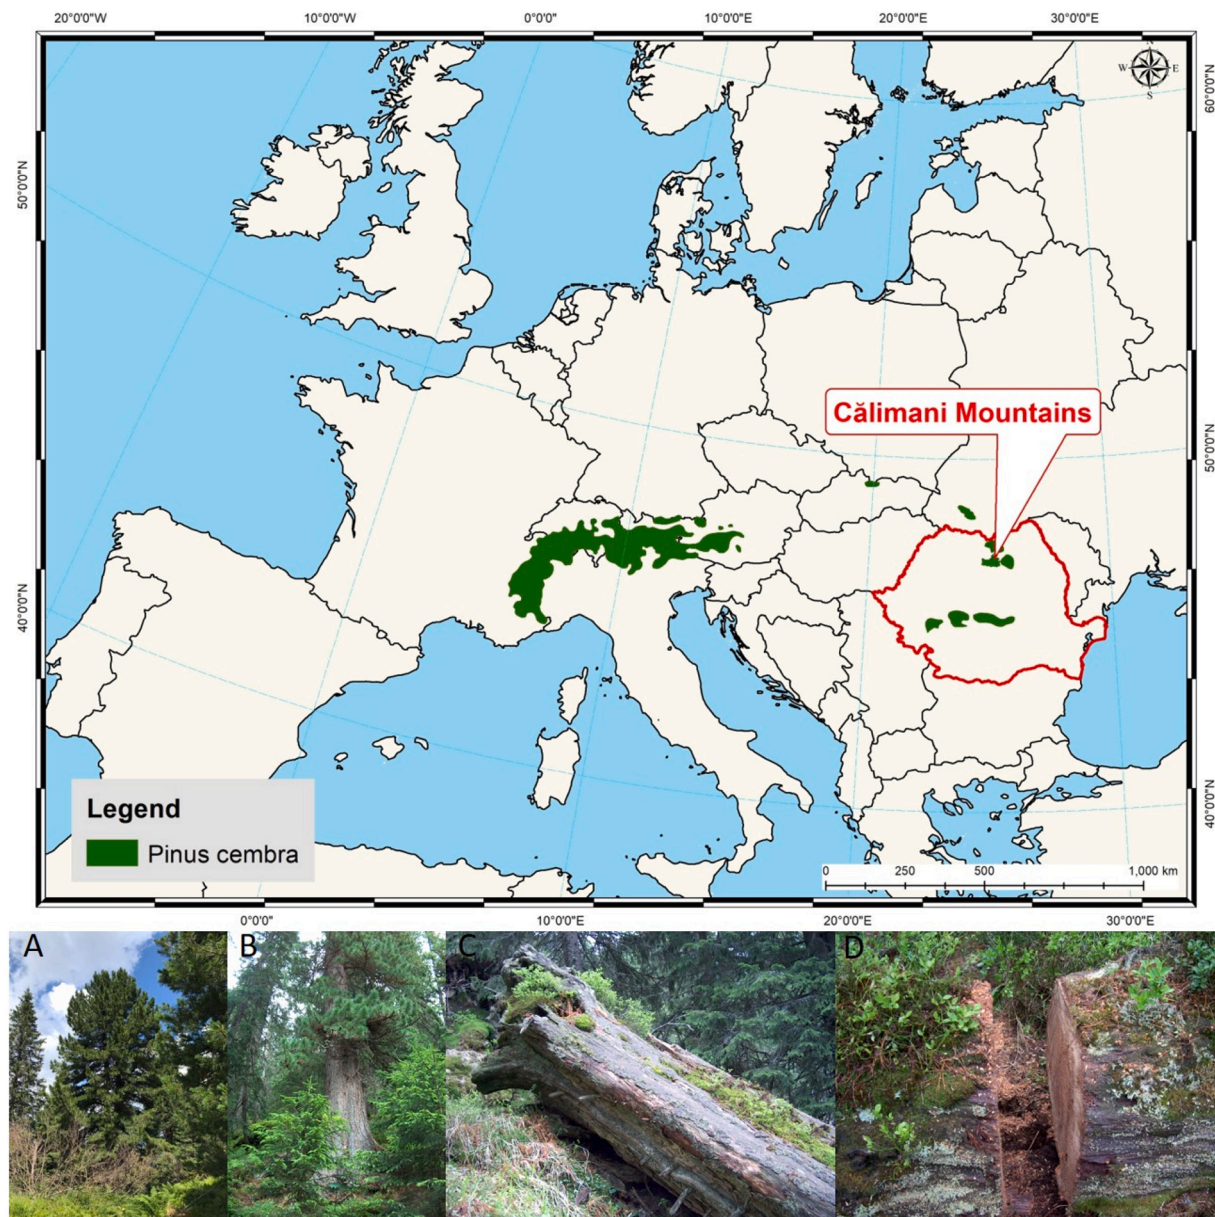 20°0'0"W 10°0'0"W 0°0'0" 10°0'0"E 20°0'0"E 30°0'0"E
N
W E
S
60°0'0"N
50°0'0"N
Călimani Mountains
50°0'0"N
40°0'0"N
Legend
Pinus cembra
40°0'0"N
0 250 500 1,000 km
0°0'0" 10°0'0"E 20°0'0"E 30°0'0"E
A B C D